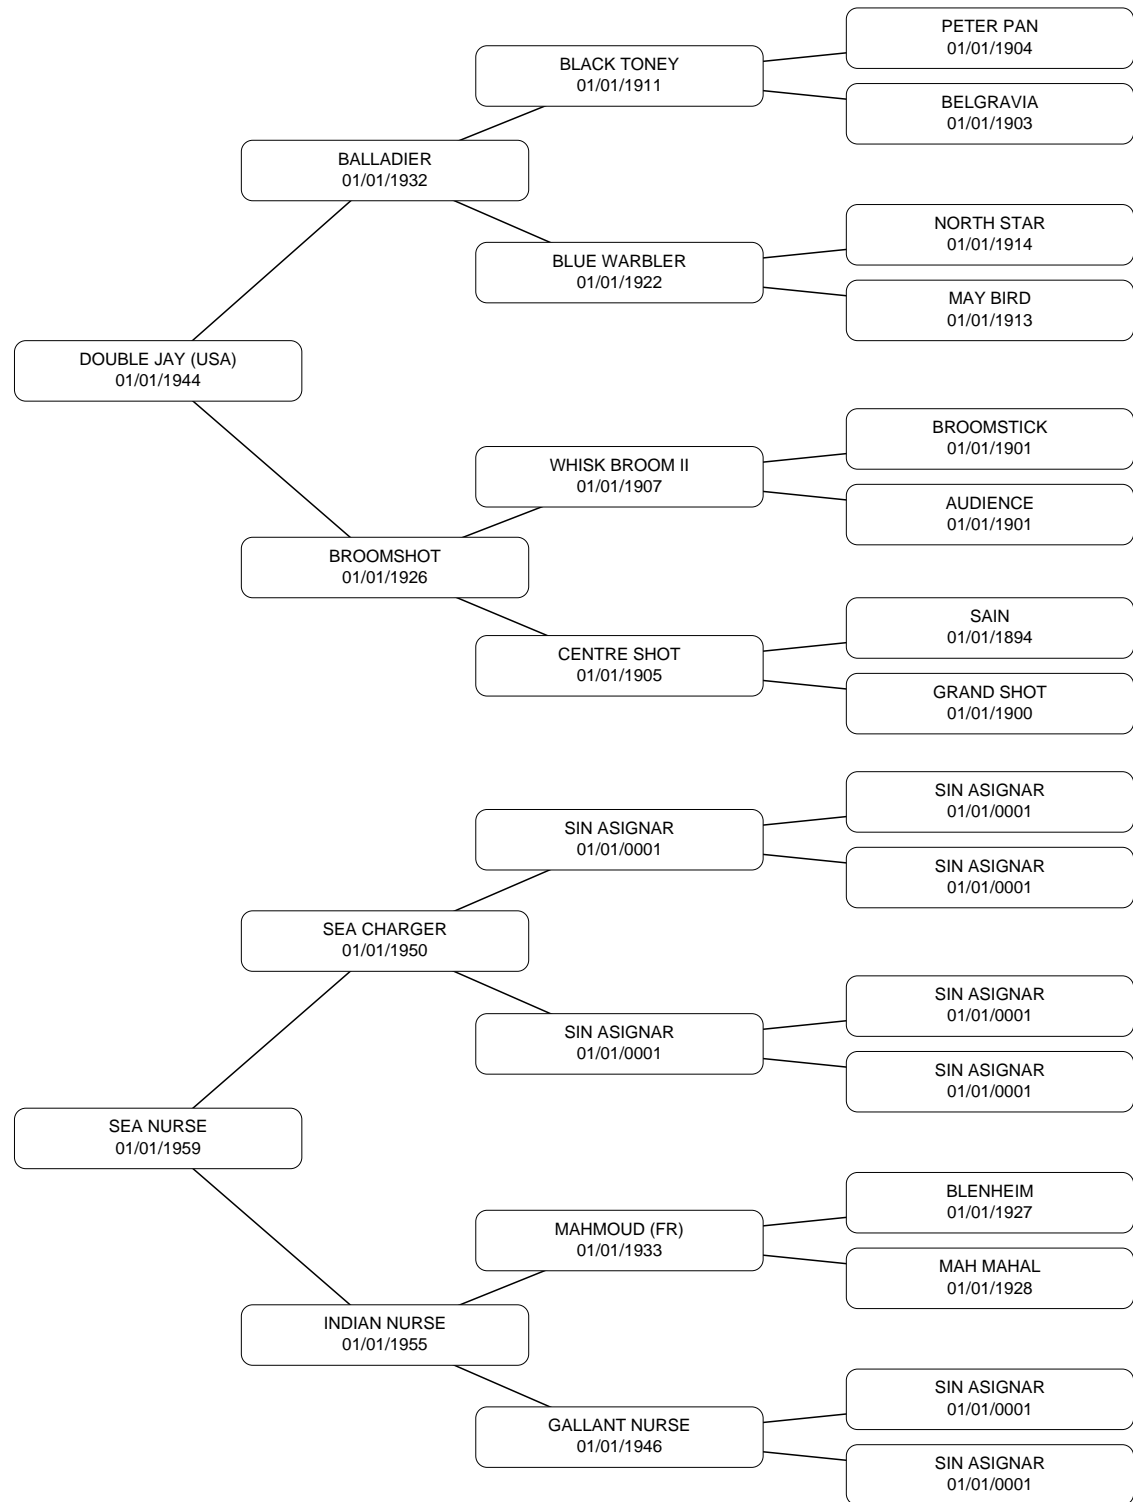 PETER PAN
01/01/1904
BLACK TONEY
01/01/1911
BELGRAVIA
01/01/1903
BALLADIER
01/01/1932
NORTH STAR
01/01/1914
BLUE WARBLER
01/01/1922
MAY BIRD
01/01/1913
DOUBLE JAY (USA)
01/01/1944
BROOMSTICK
01/01/1901
WHISK BROOM II
01/01/1907
AUDIENCE
01/01/1901
BROOMSHOT
01/01/1926
SAIN
01/01/1894
CENTRE SHOT
01/01/1905
GRAND SHOT
01/01/1900
SIN ASIGNAR
01/01/0001
SIN ASIGNAR
01/01/0001
SIN ASIGNAR
01/01/0001
SEA CHARGER
01/01/1950
SIN ASIGNAR
01/01/0001
SIN ASIGNAR
01/01/0001
SIN ASIGNAR
01/01/0001
SEA NURSE
01/01/1959
BLENHEIM
01/01/1927
MAHMOUD (FR)
01/01/1933
MAH MAHAL
01/01/1928
INDIAN NURSE
01/01/1955
SIN ASIGNAR
01/01/0001
GALLANT NURSE
01/01/1946
SIN ASIGNAR
01/01/0001